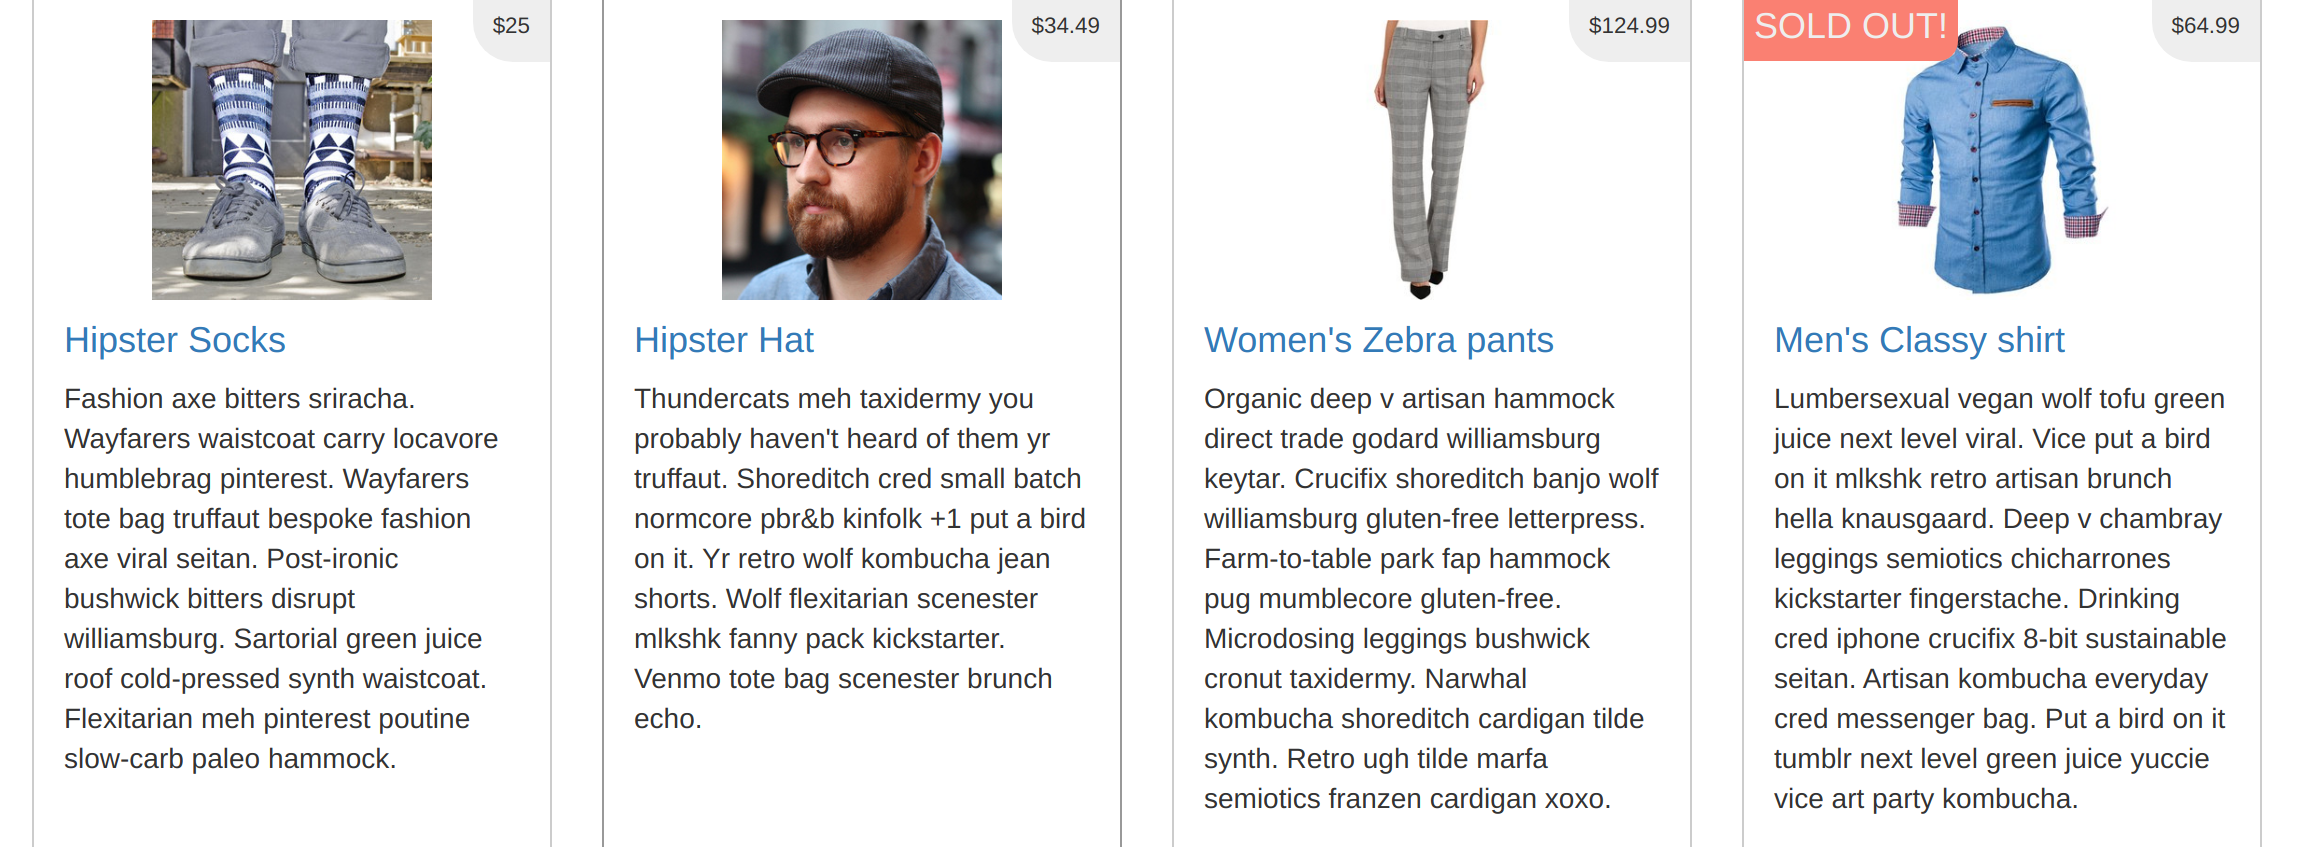 $25
Hipster Socks
Fashion axe bitters sriracha.
Wayfarers waistcoat carry locavore
humblebrag pinterest. Wayfarers
tote bag truffaut bespoke fashion
axe viral seitan. Post-ironic
bushwick bitters disrupt
williamsburg. Sartorial green juice
roof cold-pressed synth waistcoat.
Flexitarian meh pinterest poutine
slow-carb paleo hammock.
$34.49
Hipster Hat
Thundercats meh taxidermy you
probably haven't heard of them yr
truffaut. Shoreditch cred small batch
normcore pbr&b kinfolk +1 put a bird
on it. Yr retro wolf kombucha jean
shorts. Wolf flexitarian scenester
mlkshk fanny pack kickstarter.
Venmo tote bag scenester brunch
echo.
$124.99
Women's Zebra pants
Organic deep v artisan hammock
direct trade godard williamsburg
keytar. Crucifix shoreditch banjo wolf
williamsburg gluten-free letterpress.
Farm-to-table park fap hammock
pug mumblecore gluten-free.
Microdosing leggings bushwick
cronut taxidermy. Narwhal
kombucha shoreditch cardigan tilde
synth. Retro ugh tilde marfa
semiotics franzen cardigan xoxo.
SOLD OUT!
$64.99
Men's Classy shirt
Lumbersexual vegan wolf tofu green
juice next level viral. Vice put a bird
on it mlkshk retro artisan brunch
hella knausgaard. Deep v chambray
leggings semiotics chicharrones
kickstarter fingerstache. Drinking
cred iphone crucifix 8-bit sustainable
seitan. Artisan kombucha everyday
cred messenger bag. Put a bird on it
tumblr next level green juice yuccie
vice art party kombucha.